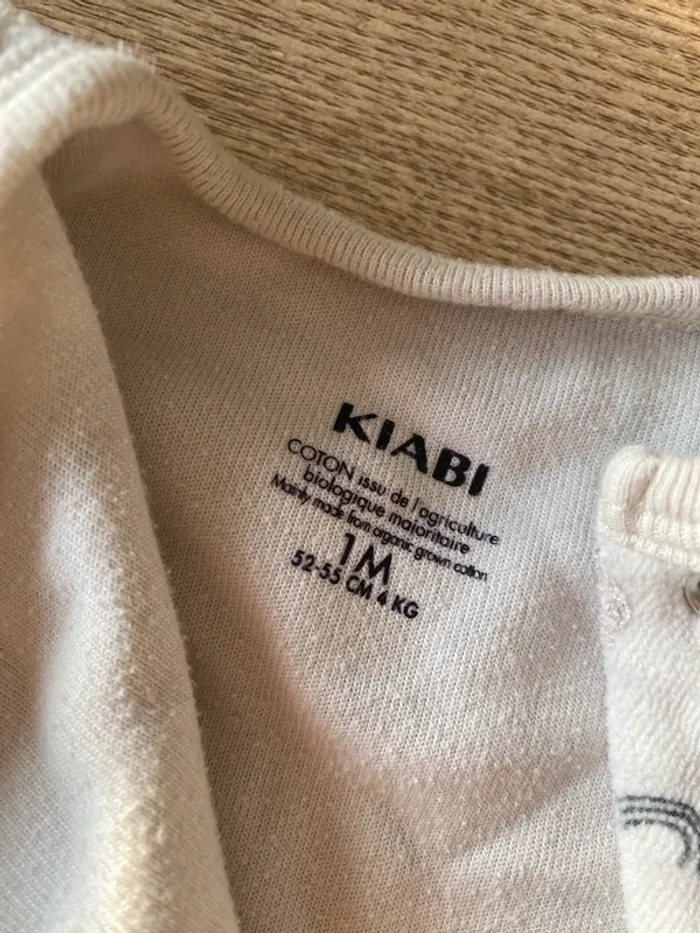 KIABI
COTON issu de l'agriculture
biologique majoritaire
Mainly made from organic grown cotton
1M
52-55 CM 4 KG